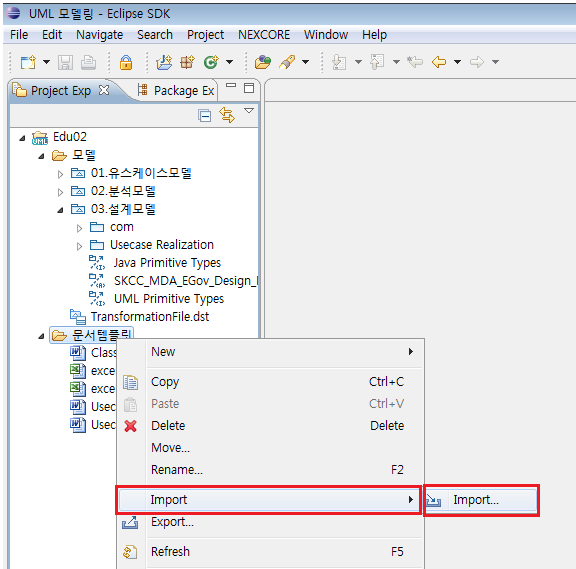 UML 모델링 - Eclipse SDK
File Edit Navigate Search Project NEXCORE Window Help
Project Exp Package Ex
Edu02
모델
01.유스케이스모델
02.분석모델
03.설계모델
com
Usecase Realization
Java Primitive Types
SKCC_MDA_EGov_Design_
UML Primitive Types
TransformationFile.dst
문서템플릿
Clas
exce
exce
Usec
Usec
New
Copy Ctrl+C
Paste Ctrl+V
Delete Delete
Move...
Rename... F2
Import
Import...
Export...
Refresh F5